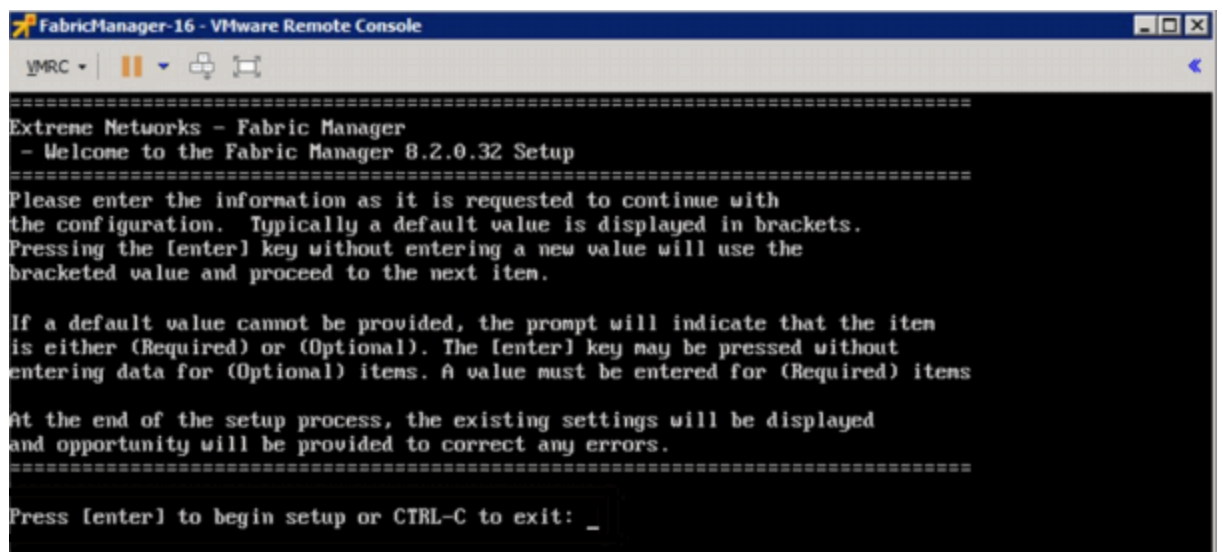 FabricManager-16 - VMware Remote Console
VMRC
================================================================================
Extreme Networks - Fabric Manager
- Welcome to the Fabric Manager 8.2.0.32 Setup
================================================================================
Please enter the information as it is requested to continue with
the configuration.  Typically a default value is displayed in brackets.
Pressing the [enter] key without entering a new value will use the
bracketed value and proceed to the next item.
If a default value cannot be provided, the prompt will indicate that the item
is either (Required) or (Optional). The [enter] key may be pressed without
entering data for (Optional) items. A value must be entered for (Required) items
At the end of the setup process, the existing settings will be displayed
and opportunity will be provided to correct any errors.
================================================================================
Press [enter] to begin setup or CTRL-C to exit: _